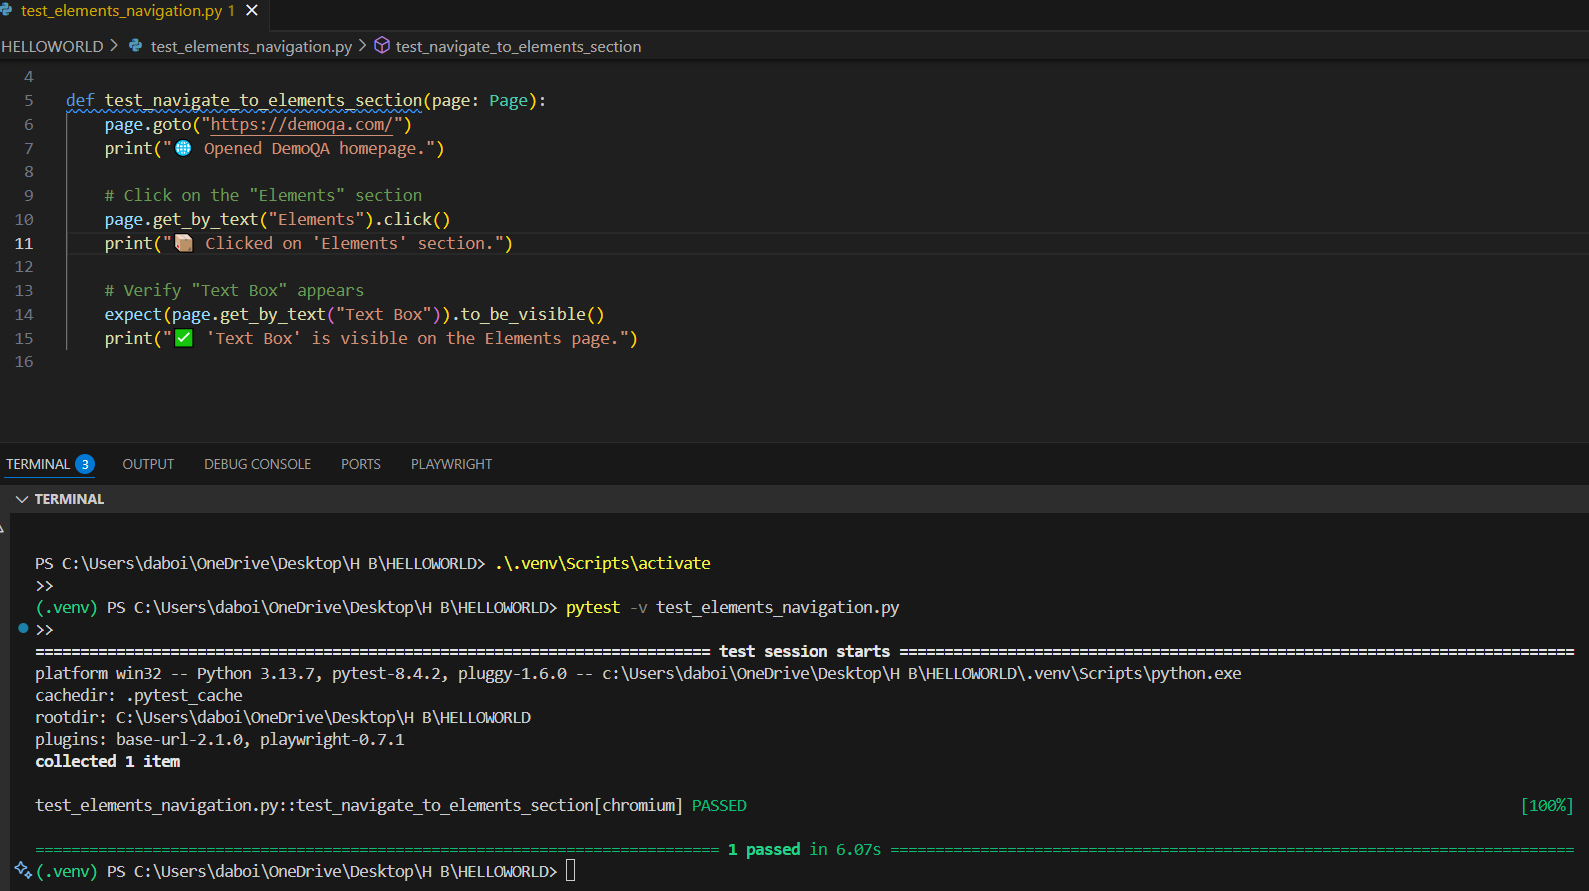 test_elements_navigation.py 1
HELLOWORLD > test_elements_navigation.py > test_navigate_to_elements_section
4
5 def test_navigate_to_elements_section(page: Page):
6 page.goto("https://demoqa.com/")
7 print("🌐 Opened DemoQA homepage.")
8
9 # Click on the "Elements" section
10 page.get_by_text("Elements").click()
11 print("📦 Clicked on 'Elements' section.")
12
13 # Verify "Text Box" appears
14 expect(page.get_by_text("Text Box")).to_be_visible()
15 print("✅ 'Text Box' is visible on the Elements page.")
16
TERMINAL 3 OUTPUT DEBUG CONSOLE PORTS PLAYWRIGHT
TERMINAL
PS C:\Users\daboi\OneDrive\Desktop\H B\HELLOWORLD> .\.venv\Scripts\activate
>>
(.venv) PS C:\Users\daboi\OneDrive\Desktop\H B\HELLOWORLD> pytest -v test_elements_navigation.py
>>
=========================================================================== test session starts ===========================================================================
platform win32 -- Python 3.13.7, pytest-8.4.2, pluggy-1.6.0 -- c:\Users\daboi\OneDrive\Desktop\H B\HELLOWORLD\.venv\Scripts\python.exe
cachedir: .pytest_cache
rootdir: C:\Users\daboi\OneDrive\Desktop\H B\HELLOWORLD
plugins: base-url-2.1.0, playwright-0.7.1
collected 1 item
test_elements_navigation.py::test_navigate_to_elements_section[chromium] PASSED [100%]
============================================================================ 1 passed in 6.07s ============================================================================
(.venv) PS C:\Users\daboi\OneDrive\Desktop\H B\HELLOWORLD>